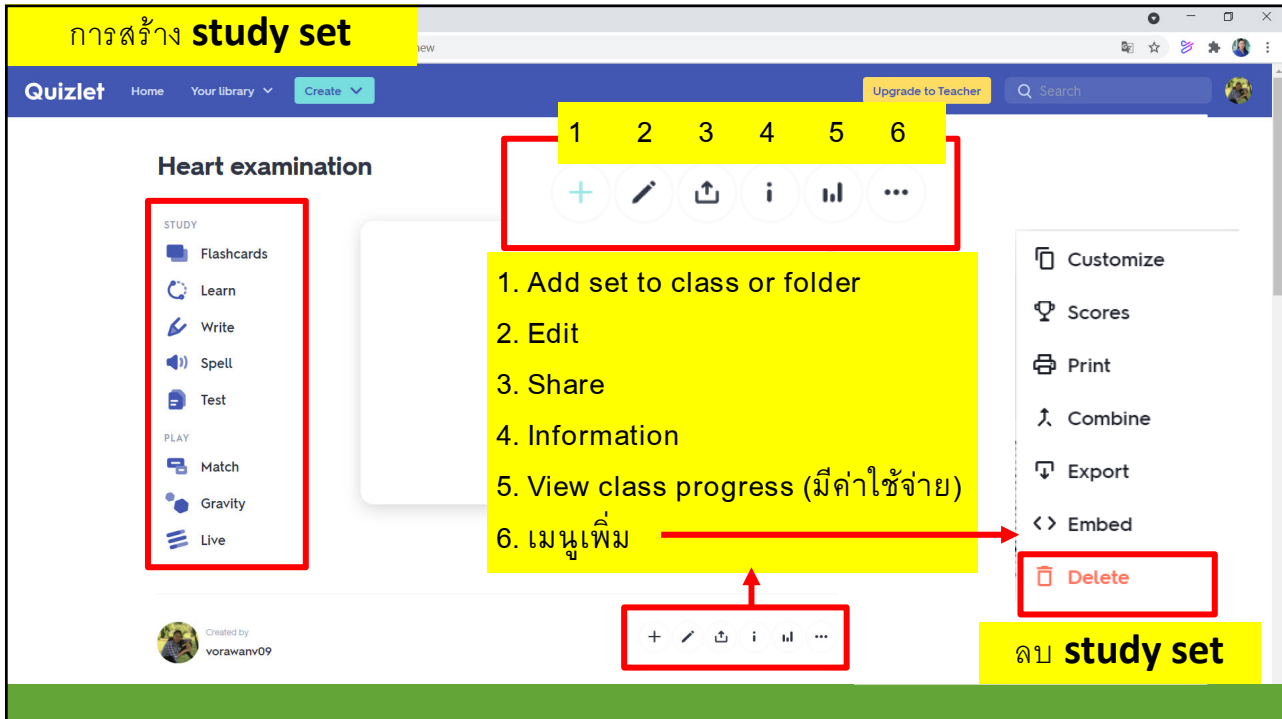 การสร้าง study set
new
Quizlet Home Your library Create Upgrade to Teacher Search
1 2 3 4 5 6
Heart examination
STUDY
Flashcards
Learn
Write
Spell
Test
PLAY
Match
Gravity
Live
1. Add set to class or folder
2. Edit
3. Share
4. Information
5. View class progress (มีค่าใช้จ่าย)
6. เมนูเพิ่ม
Customize
Scores
Print
Combine
Export
Embed
Delete
ลบ study set
Created by
vorawanv09